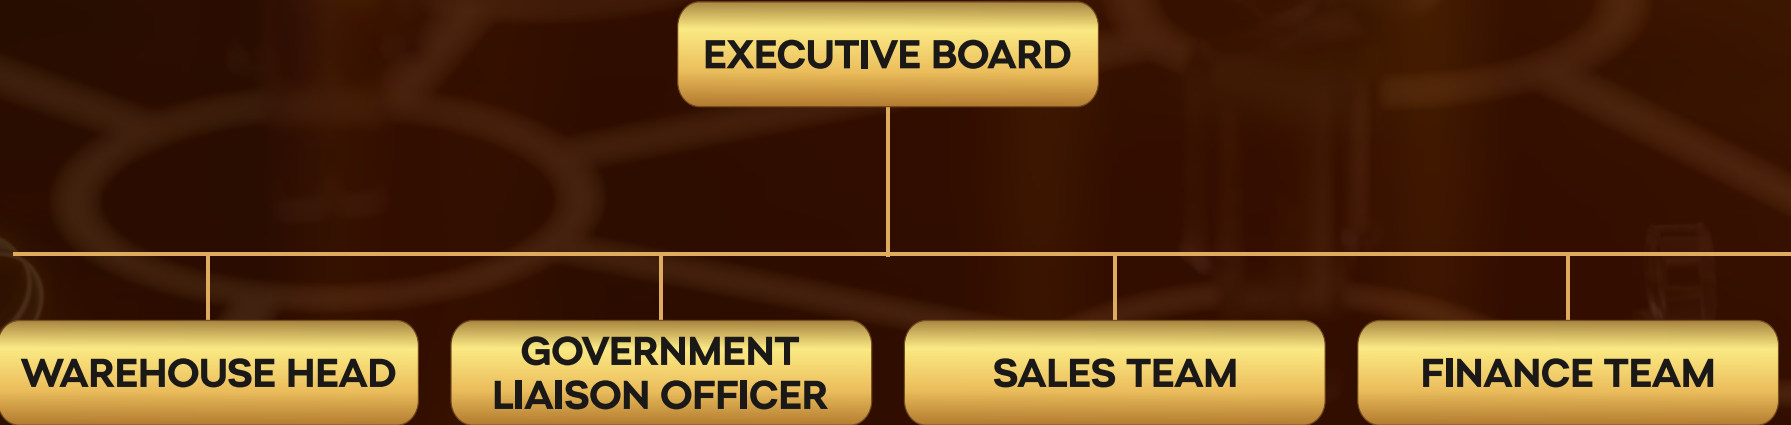 EXECUTIVE BOARD
WAREHOUSE HEAD
GOVERNMENT
LIAISON OFFICER
SALES TEAM
FINANCE TEAM